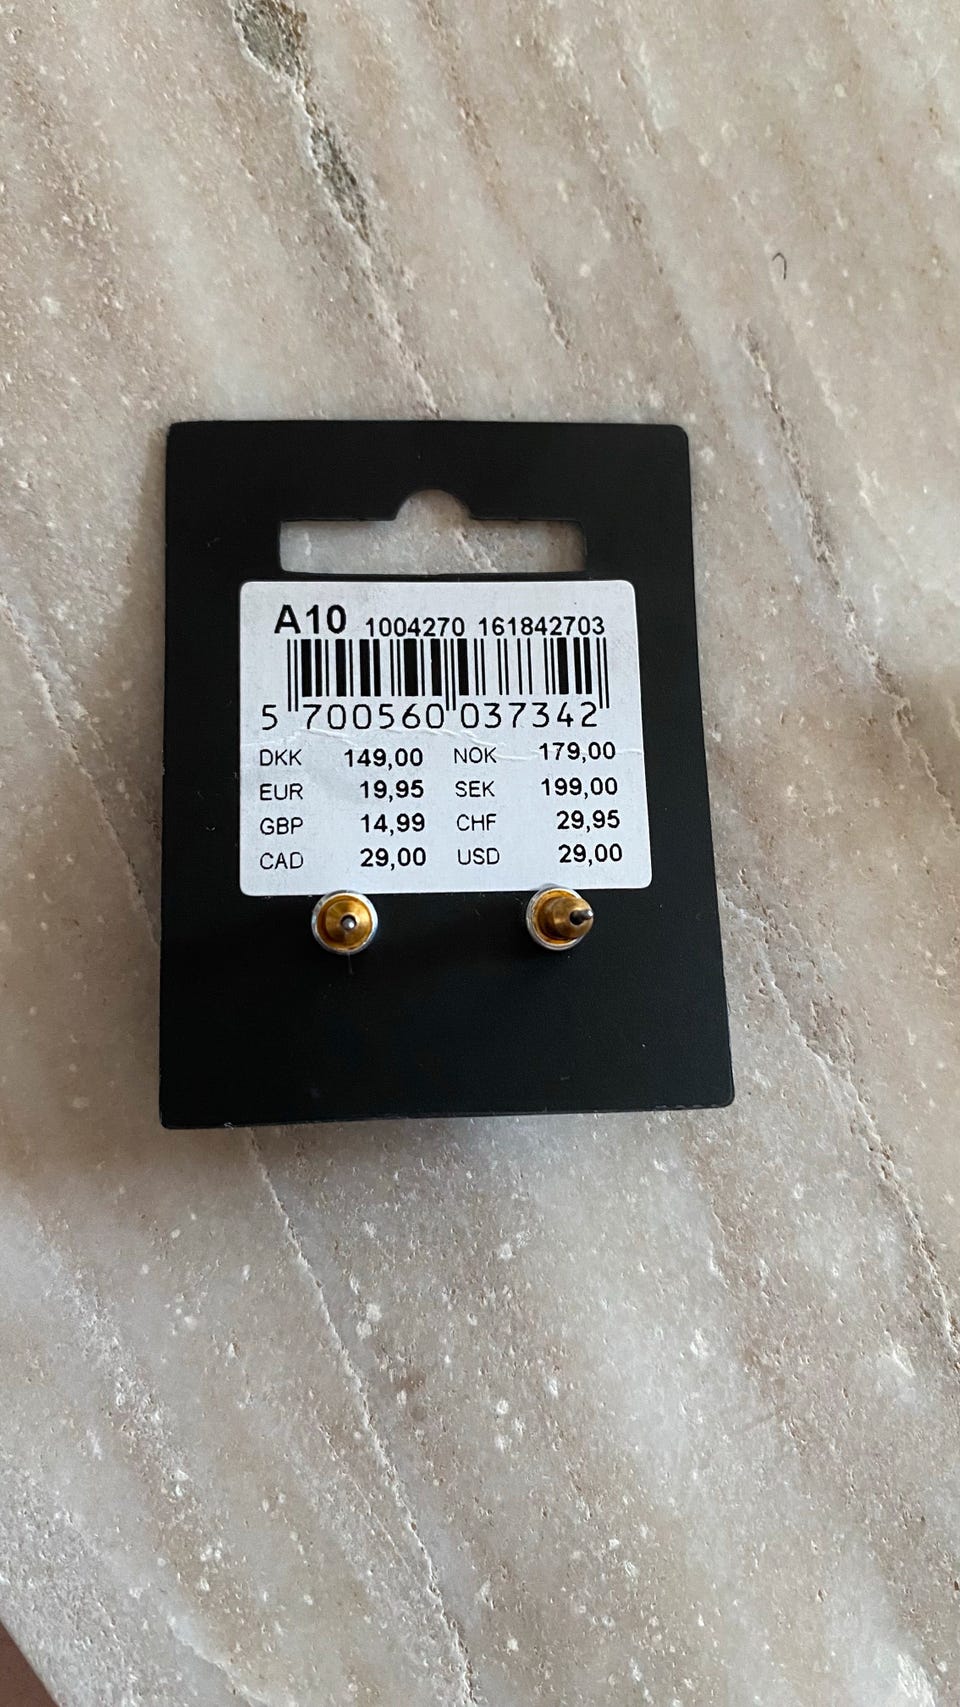 A10 1004270 161842703
5 700560 037342
DKK 149,00 NOK 179,00
EUR 19,95 SEK 199,00
GBP 14,99 CHF 29,95
CAD 29,00 USD 29,00